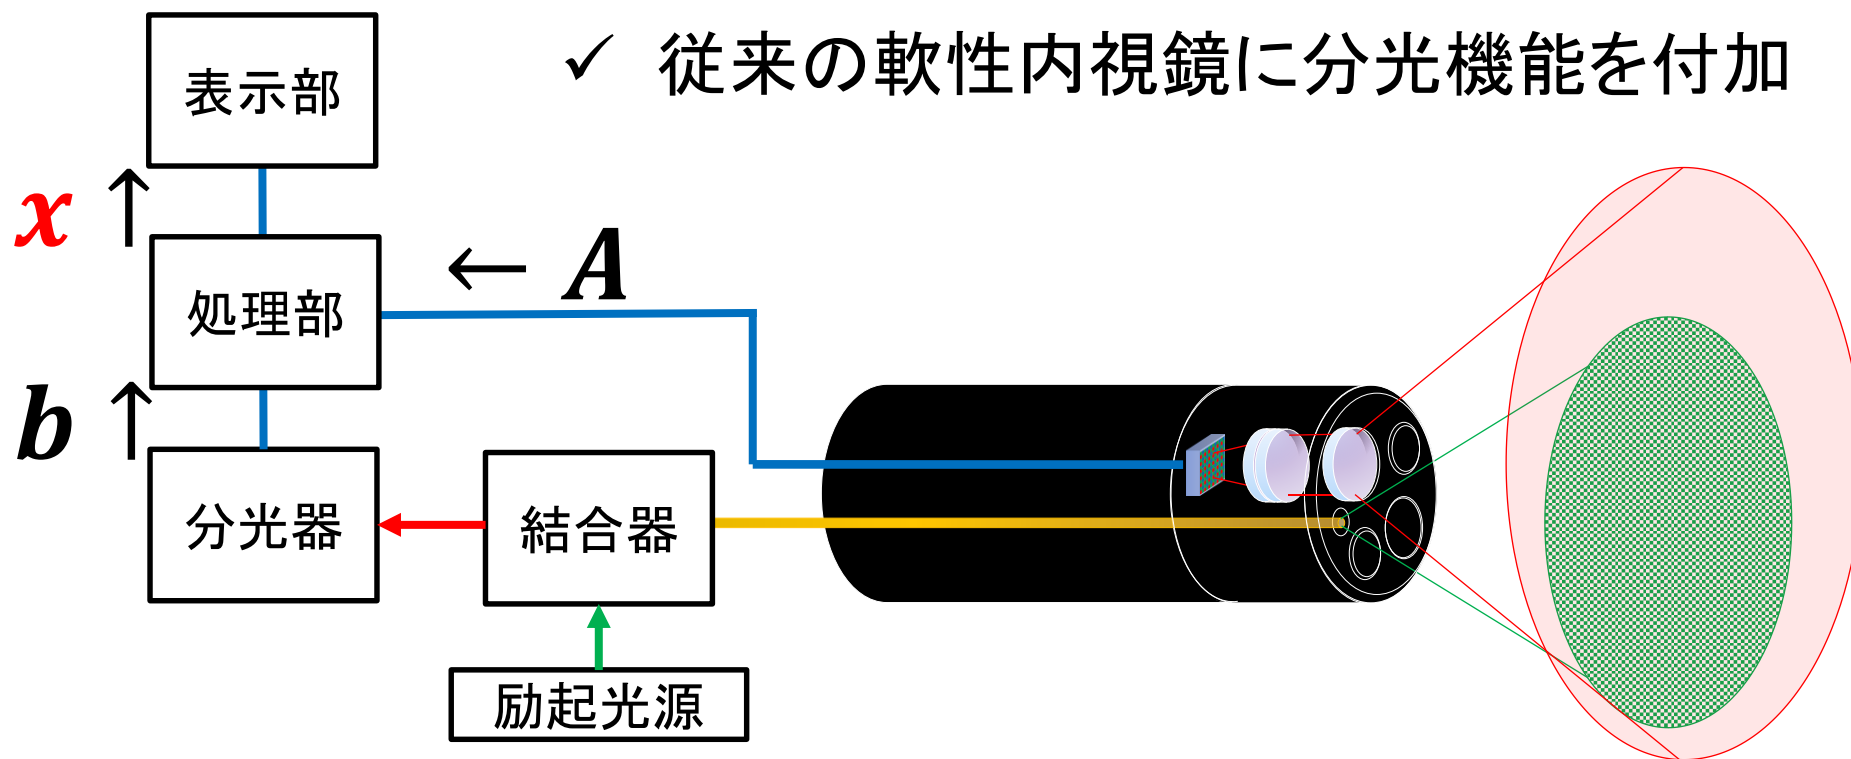 ✓ 従来の軟性内視鏡に分光機能を付加
表示部
x ↑
← A
処理部
b ↑
分光器
結合器
励起光源